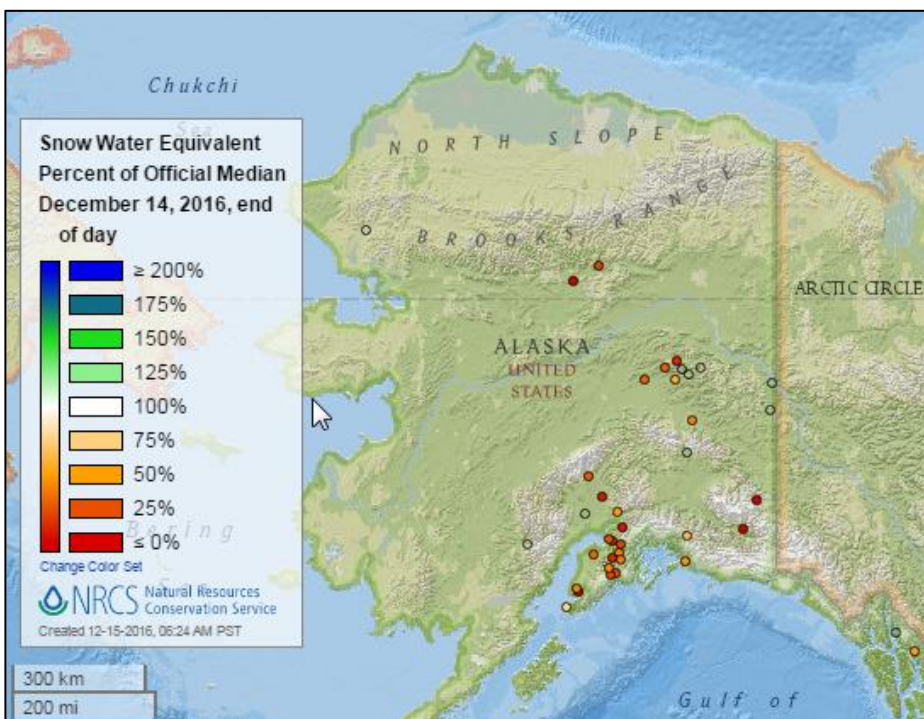 Chukchi
Sea
NORTH SLOPE
BROOKS RANGE
ARCTIC CIRCLE
ALASKA
UNITED
STATES
Snow Water Equivalent
Percent of Official Median
December 14, 2016, end
of day
≥ 200%
175%
150%
125%
100%
75%
50%
25%
≤ 0%
Bering
Sea
Change Color Set
NRCS Natural Resources
Conservation Service
Created 12-15-2016, 06:24 AM PST
300 km
200 mi
Gulf of